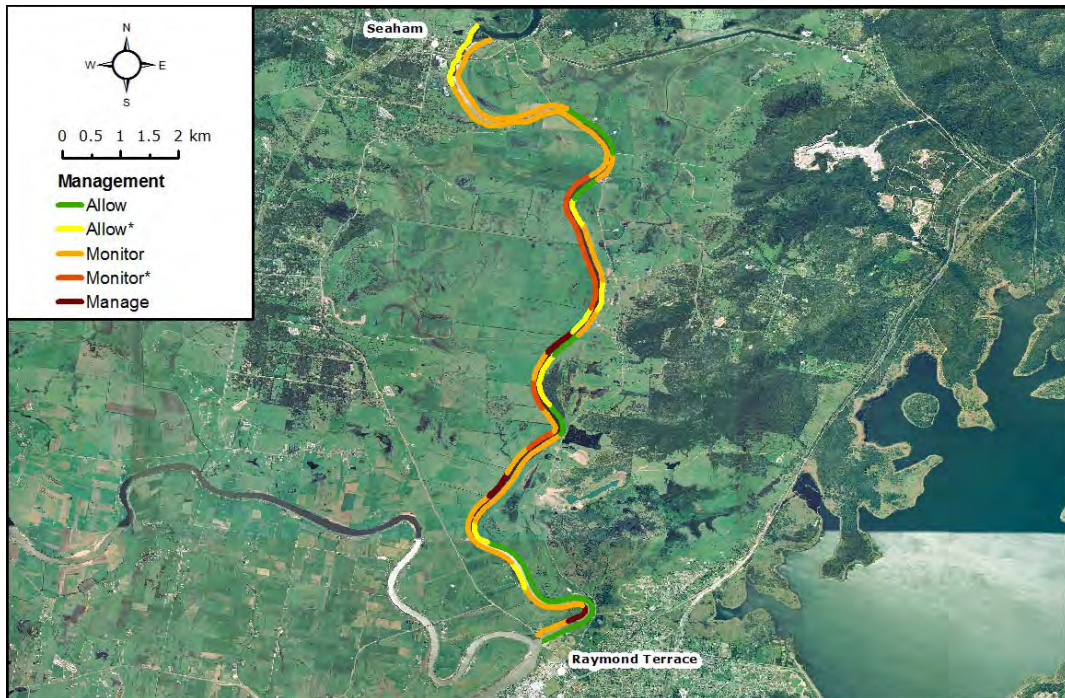 Seaham
N
W E
S
0 0.5 1 1.5 2 km
Management
Allow
Allow*
Monitor
Monitor*
Manage
Raymond Terrace